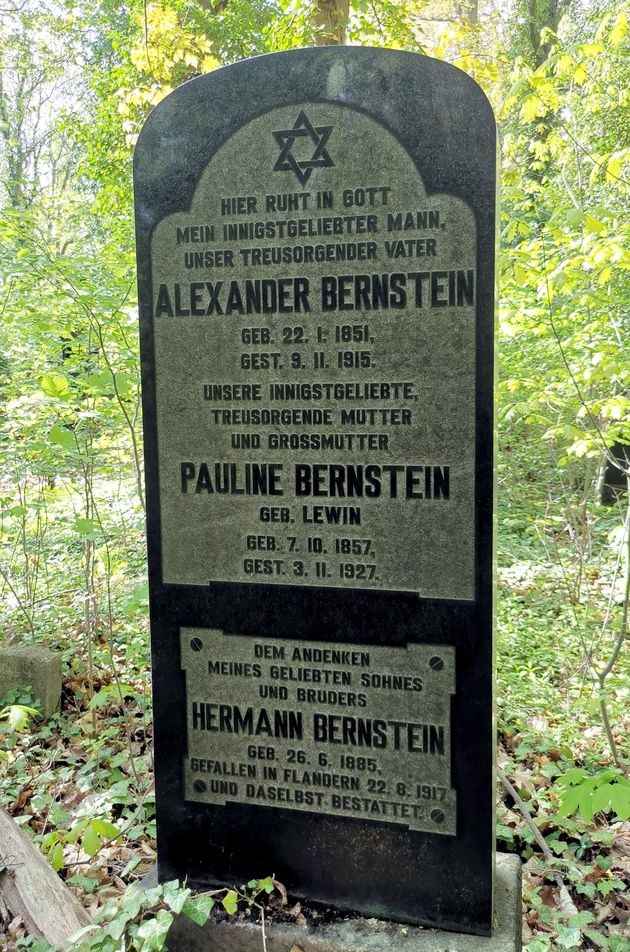 HIER RUHT IN GOTT
MEIN INNIGSTGELIEBTER MANN,
UNSER TREUSORGENDER VATER
ALEXANDER BERNSTEIN
GEB. 22. 1. 1851,
GEST. 9. 11. 1915.
UNSERE INNIGSTGELIEBTE,
TREUSORGENDE MUTTER
UND GROSSMUTTER
PAULINE BERNSTEIN
GEB. LEWIN
GEB. 7. 10. 1857,
GEST. 3. 11. 1927.
DEM ANDENKEN
MEINES GELIEBTEN SOHNES
UND BRUDERS
HERMANN BERNSTEIN
GEB. 26. 6. 1885,
GEFALLEN IN FLANDERN 22. 8. 1917
UND DASELBST BESTATTET.